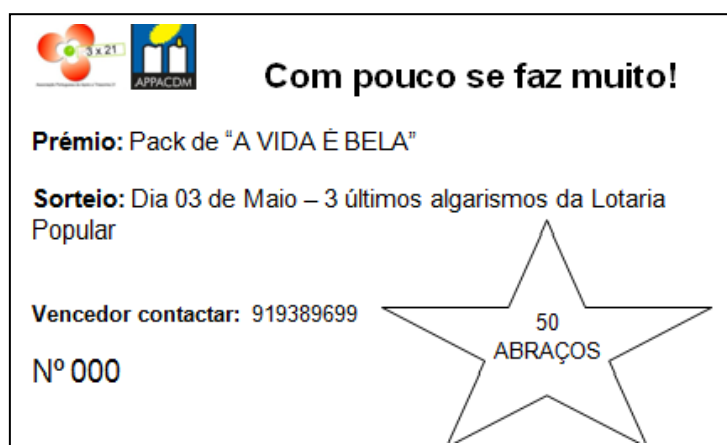 3 x 21
APPACDM
Com pouco se faz muito!
Prémio: Pack de “A VIDA É BELA”
Sorteio: Dia 03 de Maio – 3 últimos algarismos da Lotaria
Popular
Vencedor contactar: 919389699
50
ABRAÇOS
Nº 000